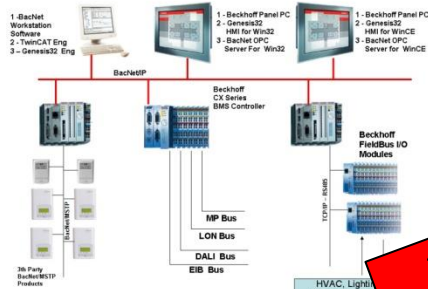 1 -BacNet
Workstation
Software
2 - TwinCAT Eng
3 – Genesis32 Eng
1 - Beckhoff Panel PC
2 - Genesis32
HMI for Win32
3 - BacNet OPC
Server For Win32
1 - Beckhoff Panel PC
2 - Genesis32
HMI for WinCE
3 - BacNet OPC
Server for WinCE
BacNet/IP
Beckhoff
CX Series
BMS Controller
Beckhoff
FieldBus I/O
Modules
BacNet/MSTP
TCP/IP - RS485
MP Bus
LON Bus
DALI Bus
EIB Bus
3th Party
BacNet/MSTP
Products
HVAC,